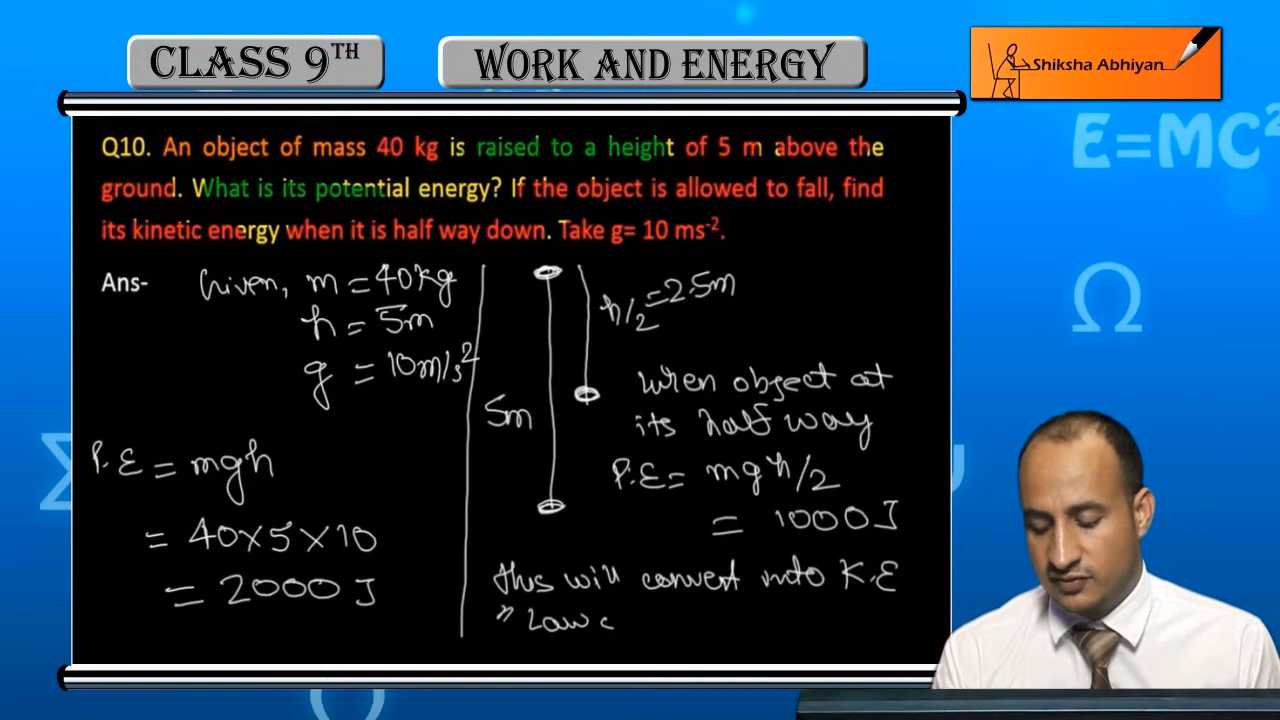 CLASS 9TH
WORK AND ENERGY
Shiksha Abhiyan
E=MC²
Q10. An object of mass 40 kg is raised to a height of 5 m above the
ground. What is its potential energy? If the object is allowed to fall, find
its kinetic energy when it is half way down. Take g= 10 ms⁻².
Ans- Given, m = 40kg
h = 5m
g = 10m/s²
P.E = mgh
= 40×5×10
= 2000 J
5m
h/2 = 2.5m
When object at
its half way
P.E = mgh/2
= 1000 J
this will convert into K.E
" Law c
Σ
Ω
Ω